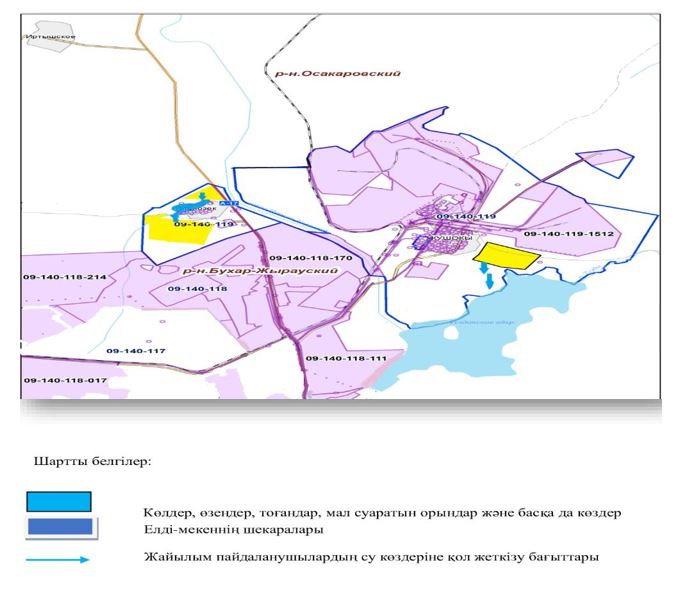 Иртышское
р-н.Осакаровский
09-140-119
09-140-119
09-140-119-1512
09-140-118-170
09-140-118-214
р-н.Бухар-Жырауский
09-140-118
09-140-117
09-140-118-111
09-140-118-017
Шартты белгілер:
Көлдер, өзендер, тоғандар, мал суаратын орындар және басқа да көздер
Елді-мекеннің шекаралары
Жайылым пайдаланушылардың су көздеріне қол жеткізу бағыттары